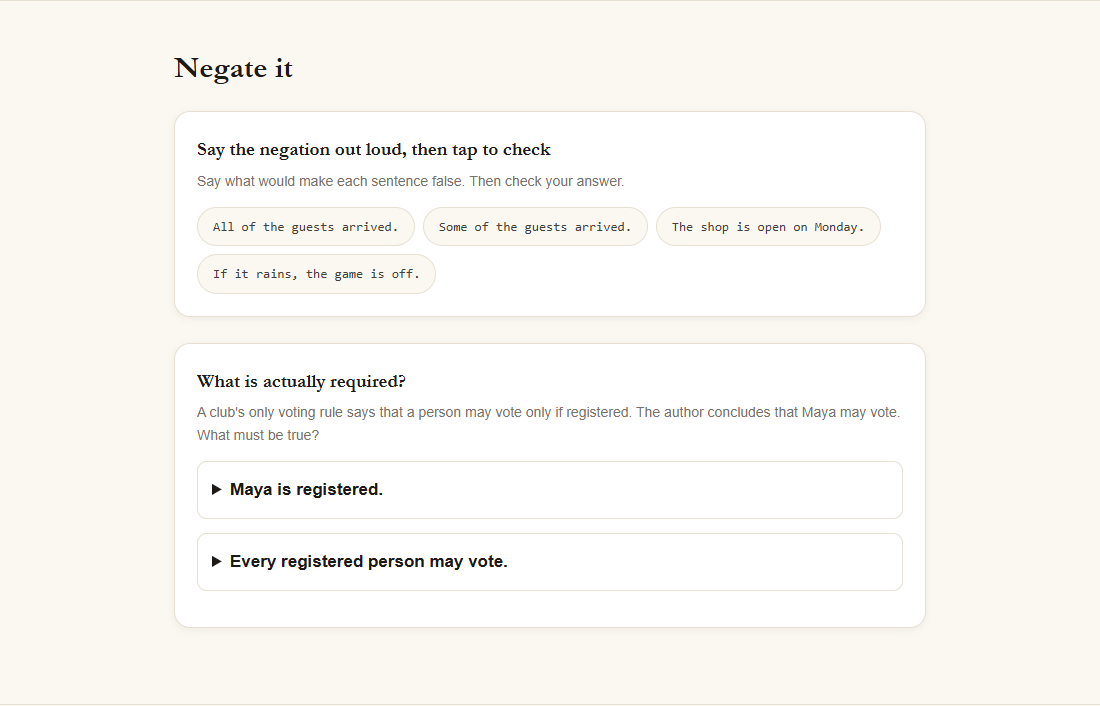 Negate it
Say the negation out loud, then tap to check
Say what would make each sentence false. Then check your answer.
All of the guests arrived.
Some of the guests arrived.
The shop is open on Monday.
If it rains, the game is off.
What is actually required?
A club's only voting rule says that a person may vote only if registered. The author concludes that Maya may vote.
What must be true?
Maya is registered.
Every registered person may vote.